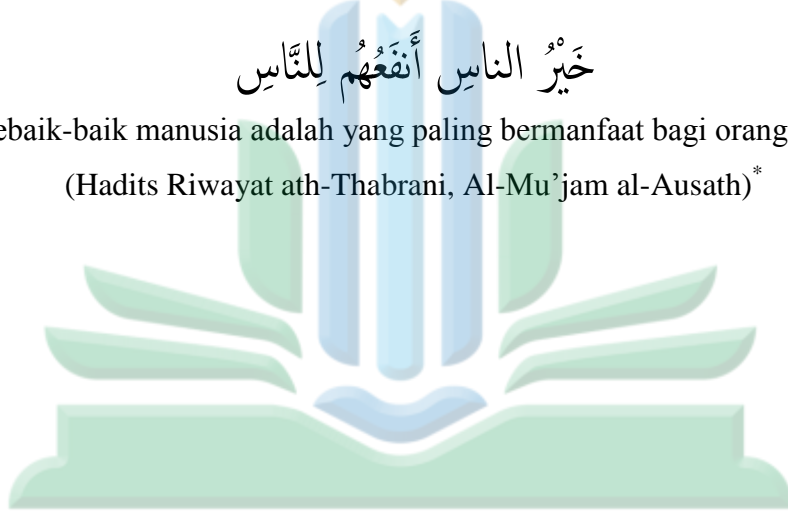 خَيْرُ الناسِ أَنفَعُهُم لِلنَّاسِ
ebaik-baik manusia adalah yang paling bermanfaat bagi orang
(Hadits Riwayat ath-Thabrani, Al-Mu’jam al-Ausath)*